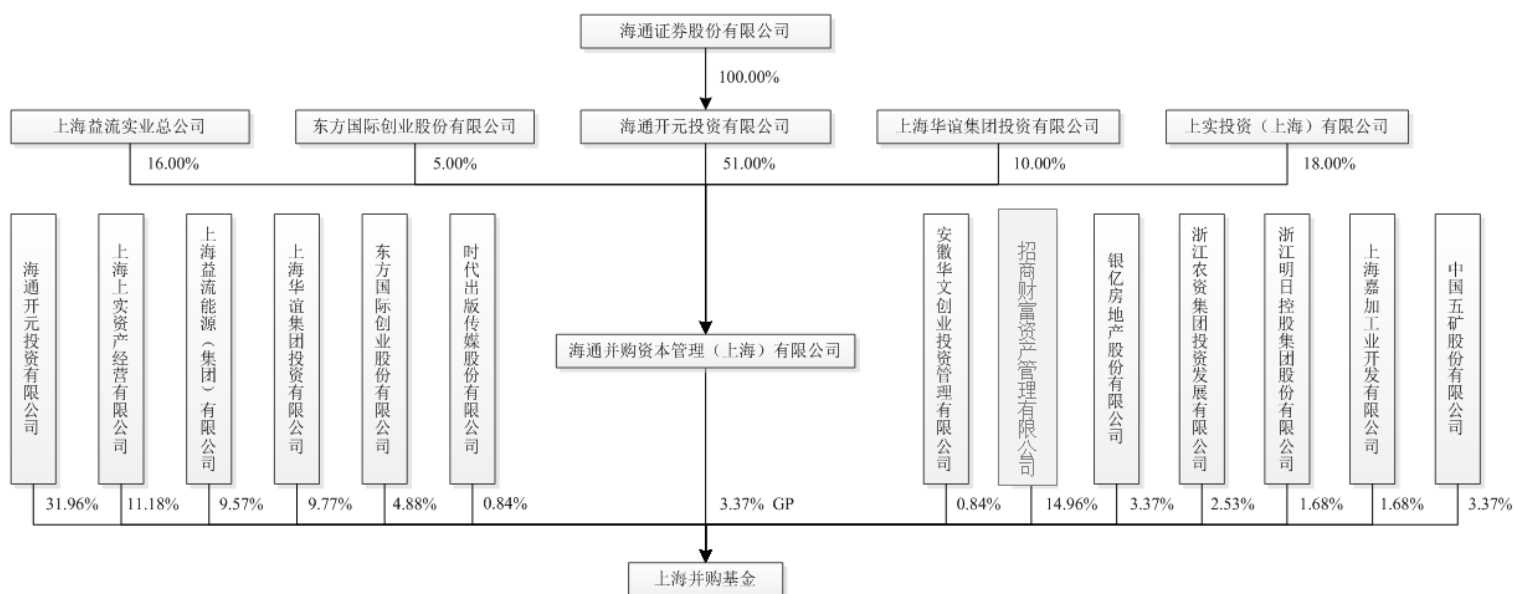 海通证券股份有限公司
100.00%
上海益流实业总公司
东方国际创业股份有限公司
海通开元投资有限公司
上海华谊集团投资有限公司
上实投资（上海）有限公司
16.00%
5.00%
51.00%
10.00%
18.00%
海通开元投资有限公司
上海上实资产经营有限公司
上海益流能源（集团）有限公司
上海华谊集团投资有限公司
东方国际创业股份有限公司
时代出版传媒股份有限公司
海通并购资本管理（上海）有限公司
安徽华文创业投资管理有限公司
招商财富资产管理有限公司
银亿房地产股份有限公司
浙江农资集团投资发展有限公司
浙江明日控股集团股份有限公司
上海嘉加工业开发有限公司
中国五矿股份有限公司
31.96%
11.18%
9.57%
9.77%
4.88%
0.84%
3.37% GP
0.84%
14.96%
3.37%
2.53%
1.68%
1.68%
3.37%
上海并购基金